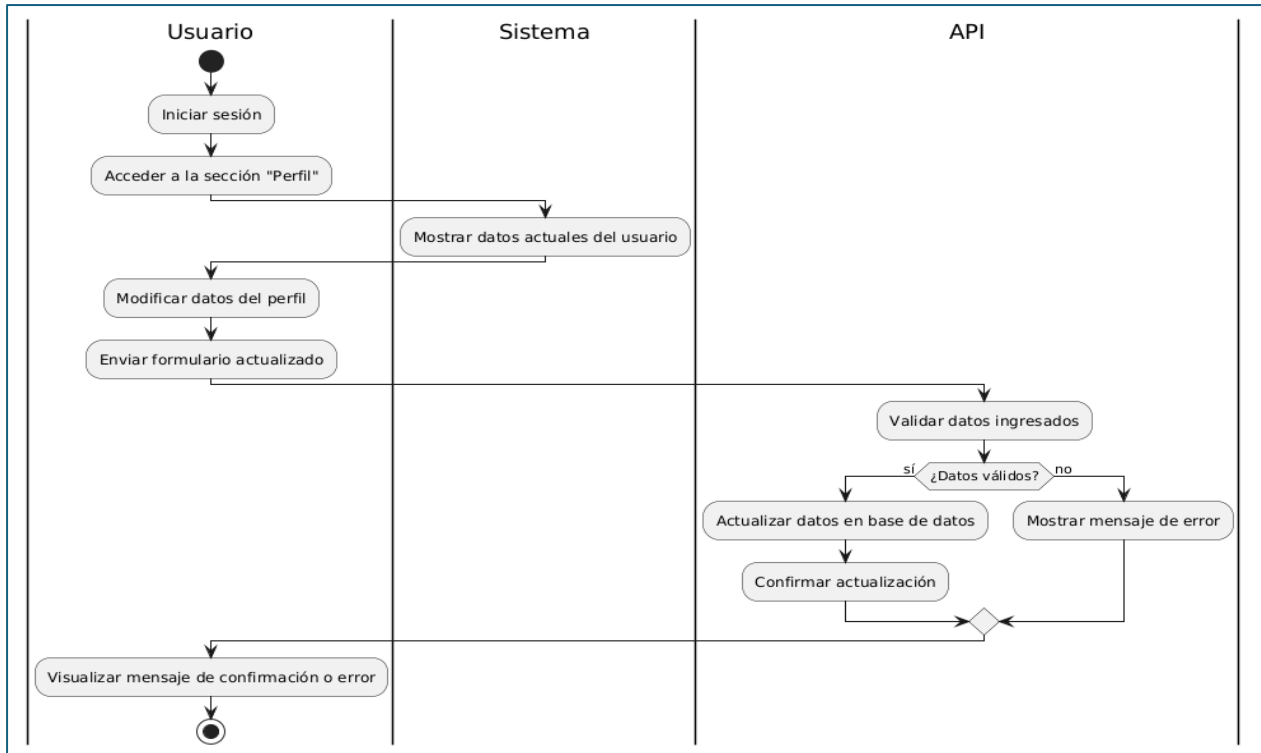 Usuario
Sistema
API
Iniciar sesión
Acceder a la sección "Perfil"
Mostrar datos actuales del usuario
Modificar datos del perfil
Enviar formulario actualizado
Validar datos ingresados
sí
¿Datos válidos?
no
Actualizar datos en base de datos
Mostrar mensaje de error
Confirmar actualización
Visualizar mensaje de confirmación o error